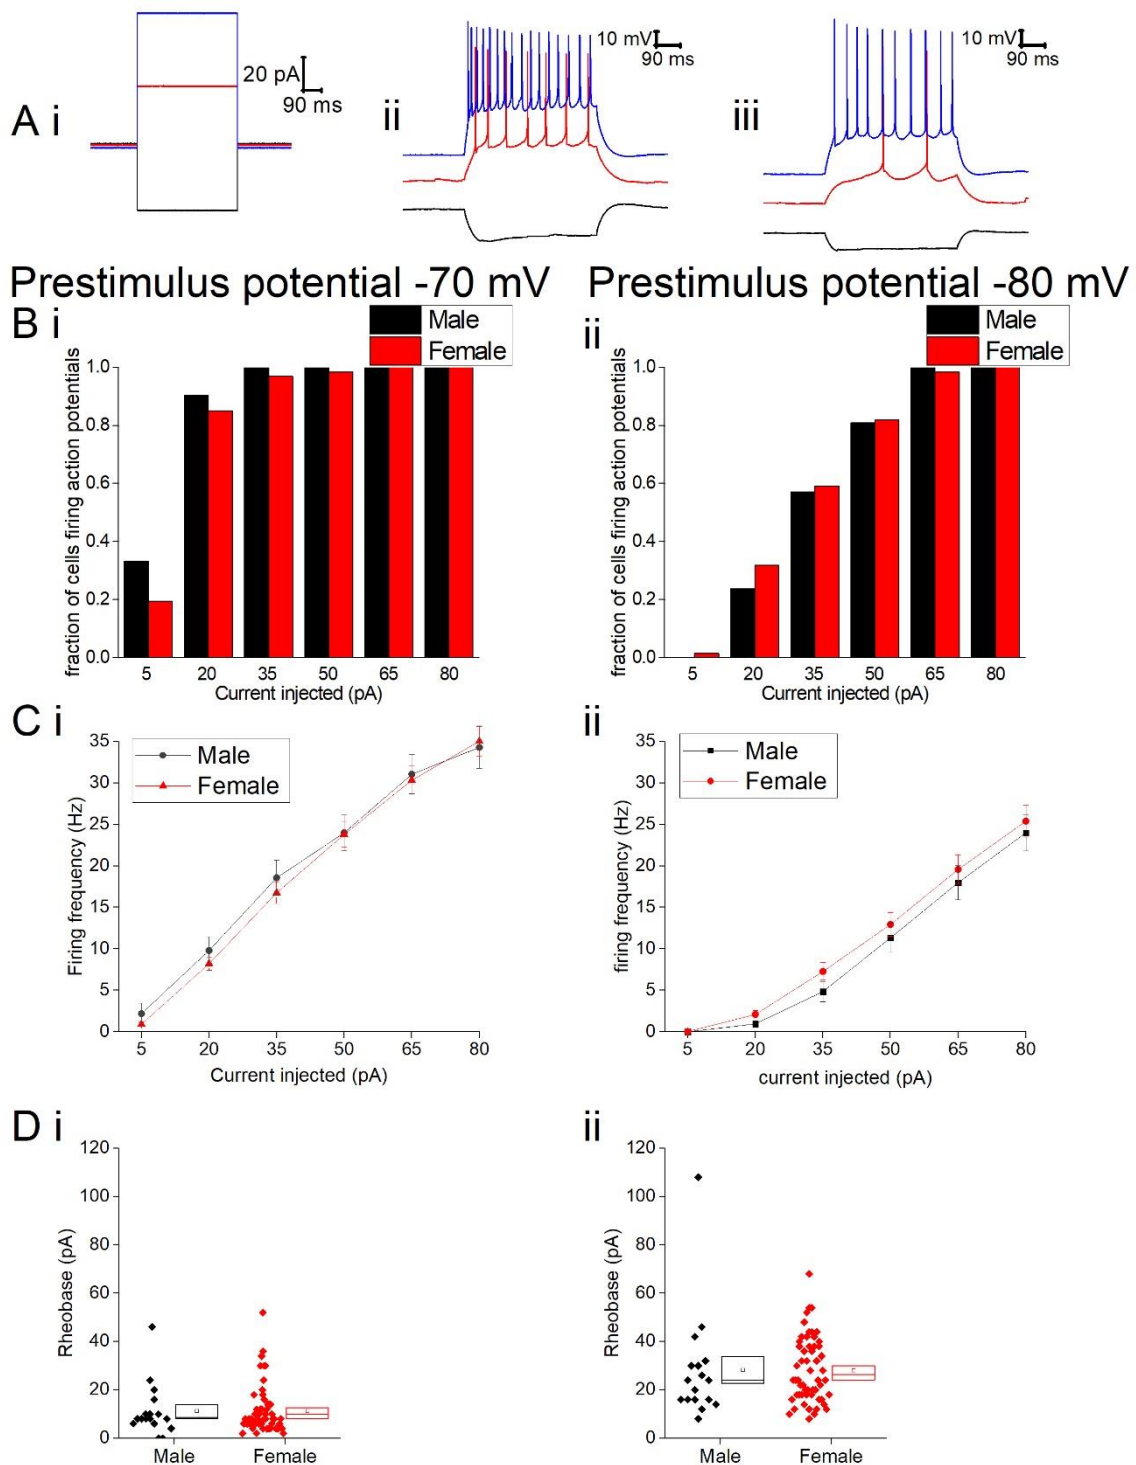 A i
20 pA
90 ms
ii
10 mV
90 ms
iii
10 mV
90 ms
Prestimulus potential -70 mV
Prestimulus potential -80 mV
B i
Male
Female
fraction of cells firing action potentials
1.0
0.8
0.6
0.4
0.2
0.0
5 20 35 50 65 80
Current injected (pA)
ii
Male
Female
fraction of cells firing action potentials
1.0
0.8
0.6
0.4
0.2
0.0
5 20 35 50 65 80
Current injected (pA)
C i
Male
Female
Firing frequency (Hz)
35
30
25
20
15
10
5
0
5 20 35 50 65 80
Current injected (pA)
ii
Male
Female
firing frequency (Hz)
35
30
25
20
15
10
5
0
5 20 35 50 65 80
current injected (pA)
D i
Rheobase (pA)
120
100
80
60
40
20
0
Male Female
ii
Rheobase (pA)
120
100
80
60
40
20
0
Male Female